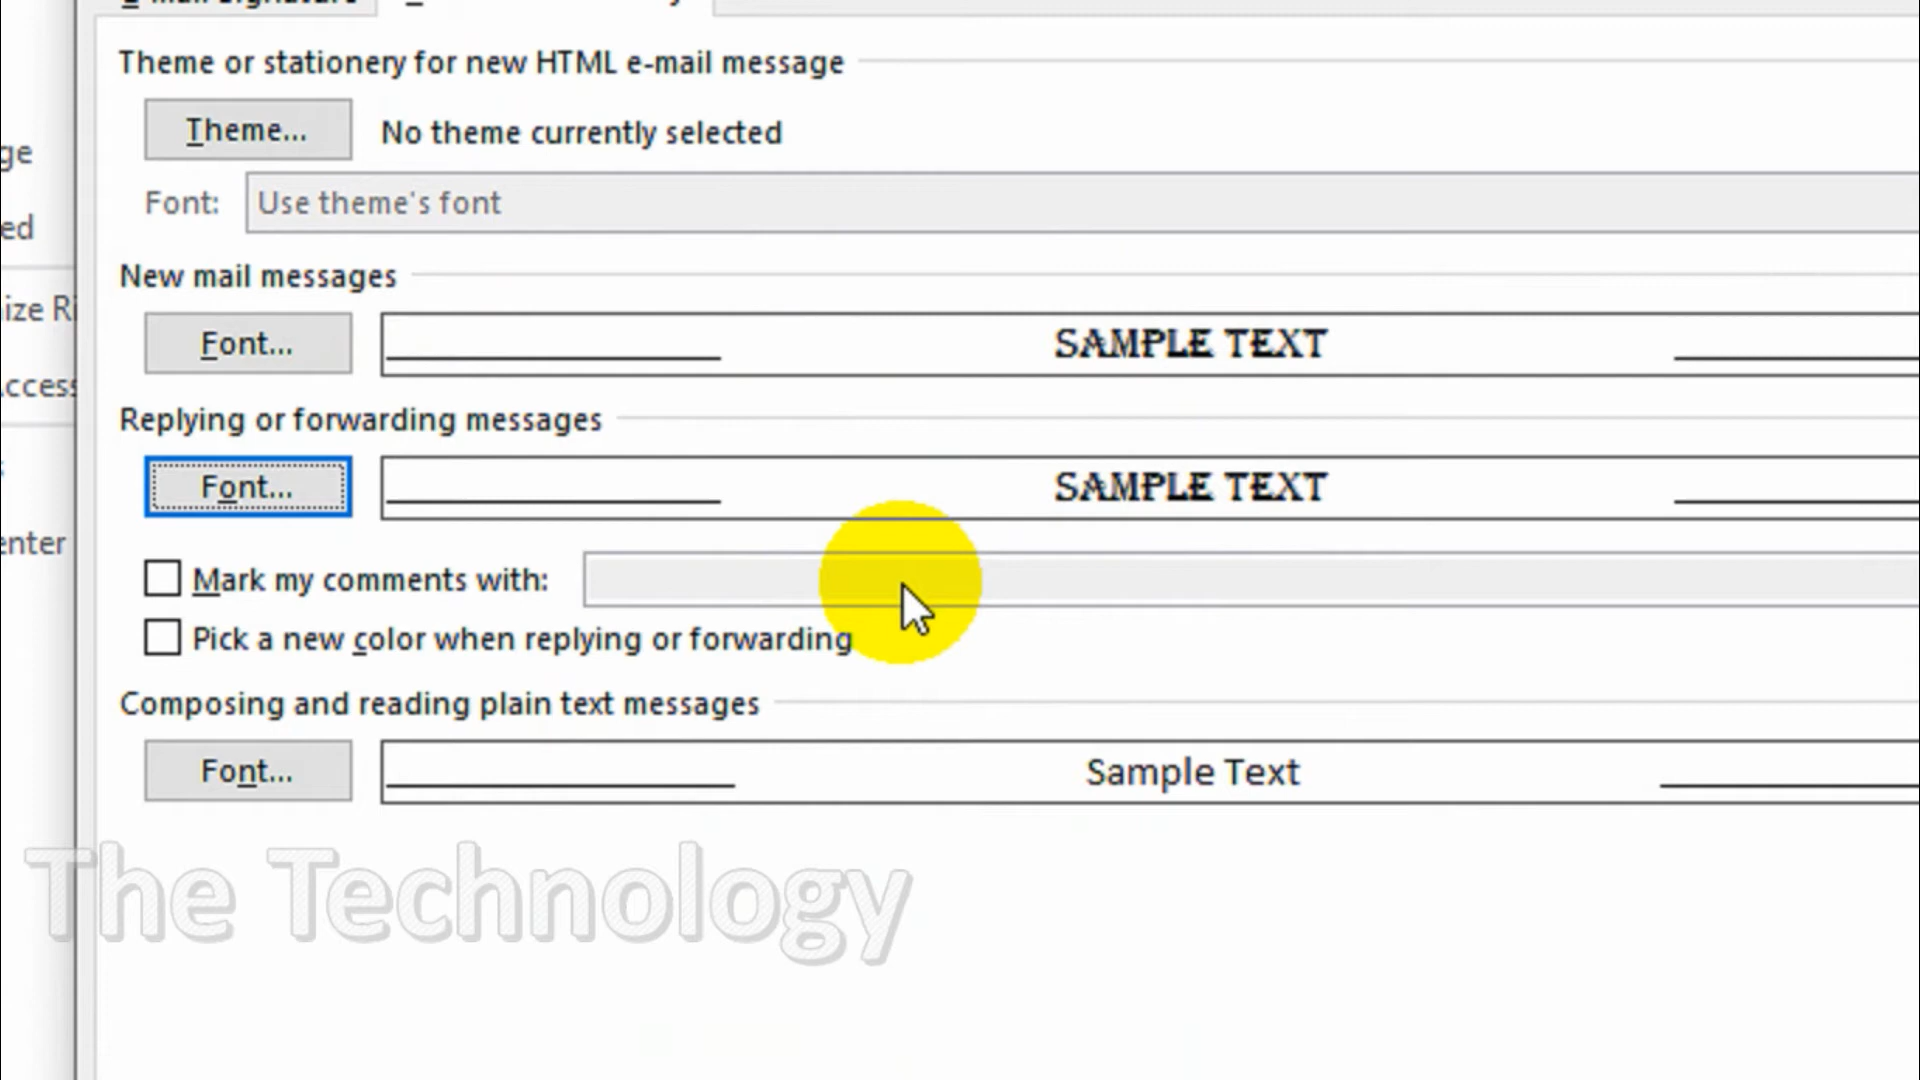 Theme or stationery for new HTML e-mail message
Theme... No theme currently selected
ge
Font: Use theme's font
ed
New mail messages
ize Ri
Font... SAMPLE TEXT
Access
Replying or forwarding messages
Font... SAMPLE TEXT
enter
Mark my comments with:
Pick a new color when replying or forwarding
Composing and reading plain text messages
Font... Sample Text
The Technology